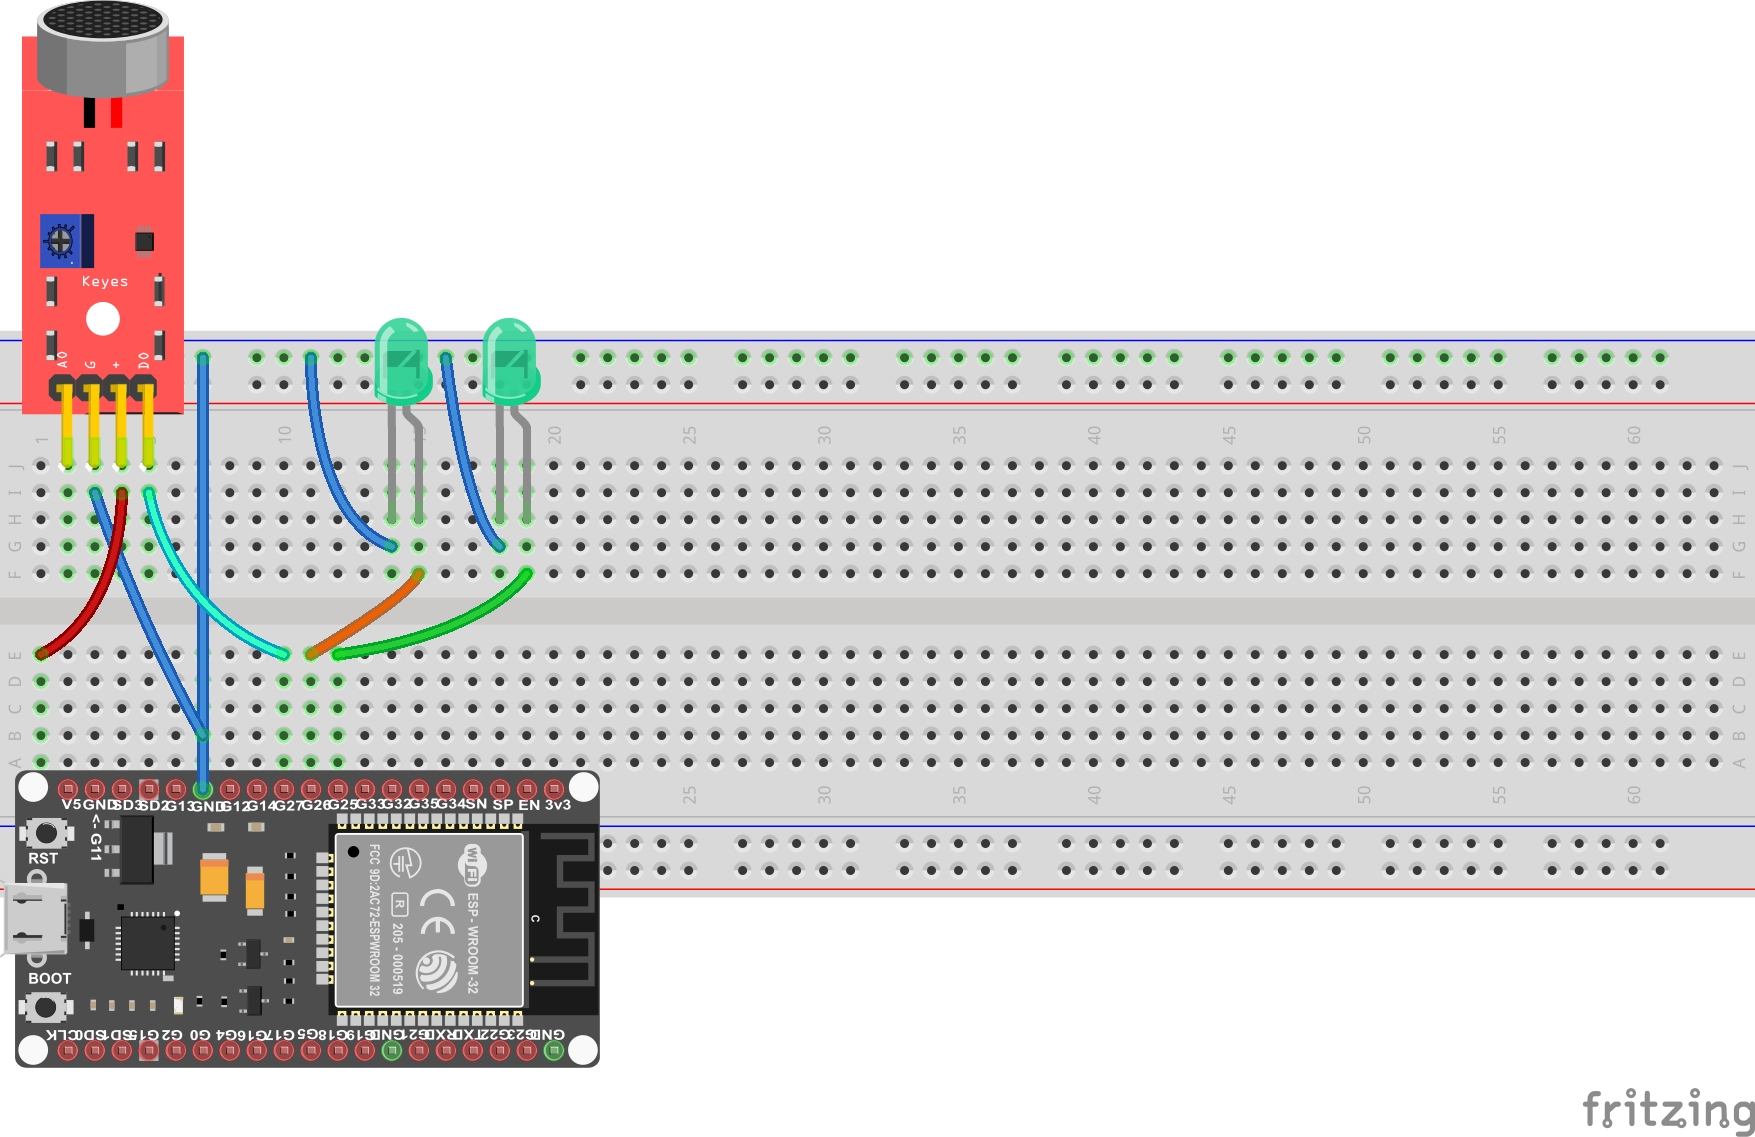 Keyes
A0 G + D0
1 5 10 15 20 25 30 35 40 45 50 55 60
J J
I I
H H
G G
F F
E E
D D
C C
B B
A A
25 30 35 40 45 50 55 60
V5 GND SD3 SD2 G13 GND G12 G14 G27 G26 G25 G33 G32 G35 G34 SN SP EN 3v3
<- G11
RST
BOOT
FCC 9D:2AC72-ESPWROOM 32
R 205 - 000519
CE
WiFi ESP - WROOM -32
C
CLK SD0 SD1 G15 G2 G0 G4 G16 G17 G5 G18 G19 GND G21 RXD TXD G22 G23 GND
fritzing